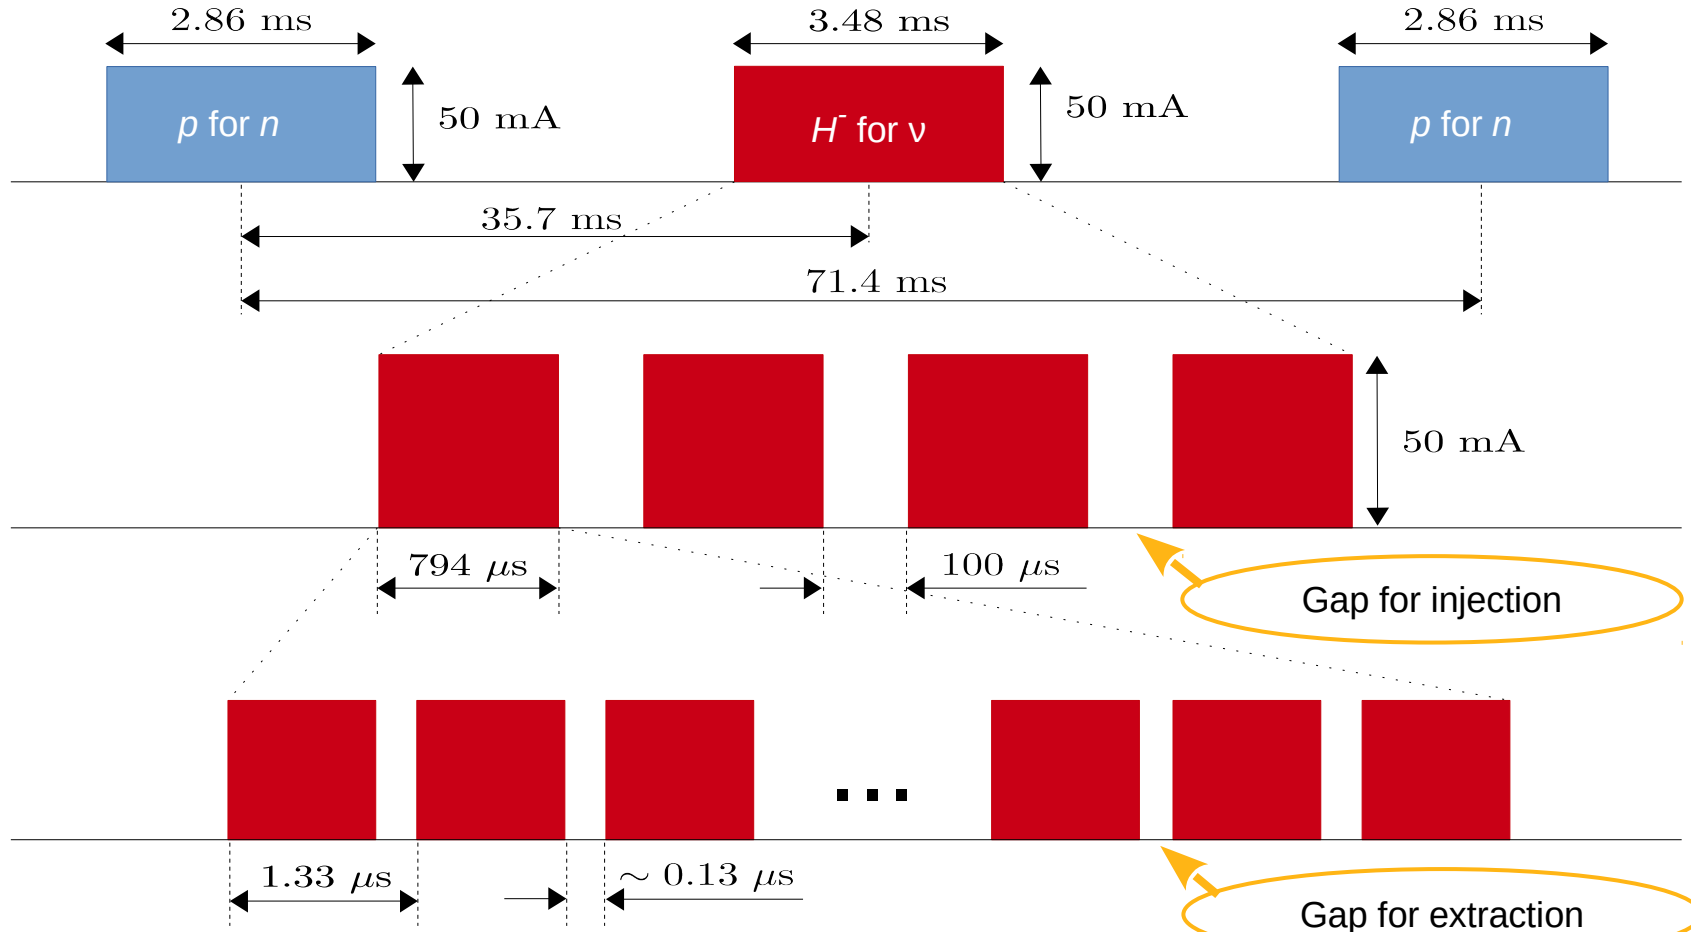 2.86 ms
3.48 ms
2.86 ms
p for n
50 mA
H- for ν
50 mA
p for n
35.7 ms
71.4 ms
50 mA
794 μs
100 μs
Gap for injection
...
1.33 μs
~ 0.13 μs
Gap for extraction